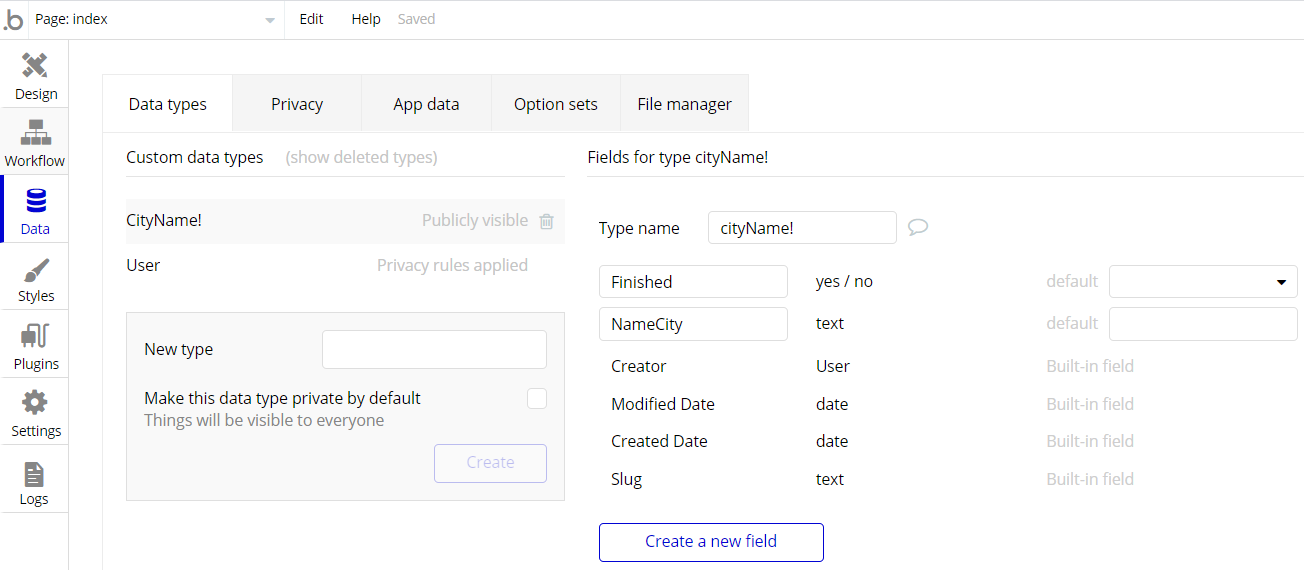 .b Page: index Edit Help Saved
Design
Workflow
Data
Styles
Plugins
Settings
Logs
Data types Privacy App data Option sets File manager
Custom data types (show deleted types)
CityName! Publicly visible
User Privacy rules applied
New type
Make this data type private by default
Things will be visible to everyone
Create
Fields for type cityName!
Type name cityName!
Finished yes / no default
NameCity text default
Creator User Built-in field
Modified Date date Built-in field
Created Date date Built-in field
Slug text Built-in field
Create a new field